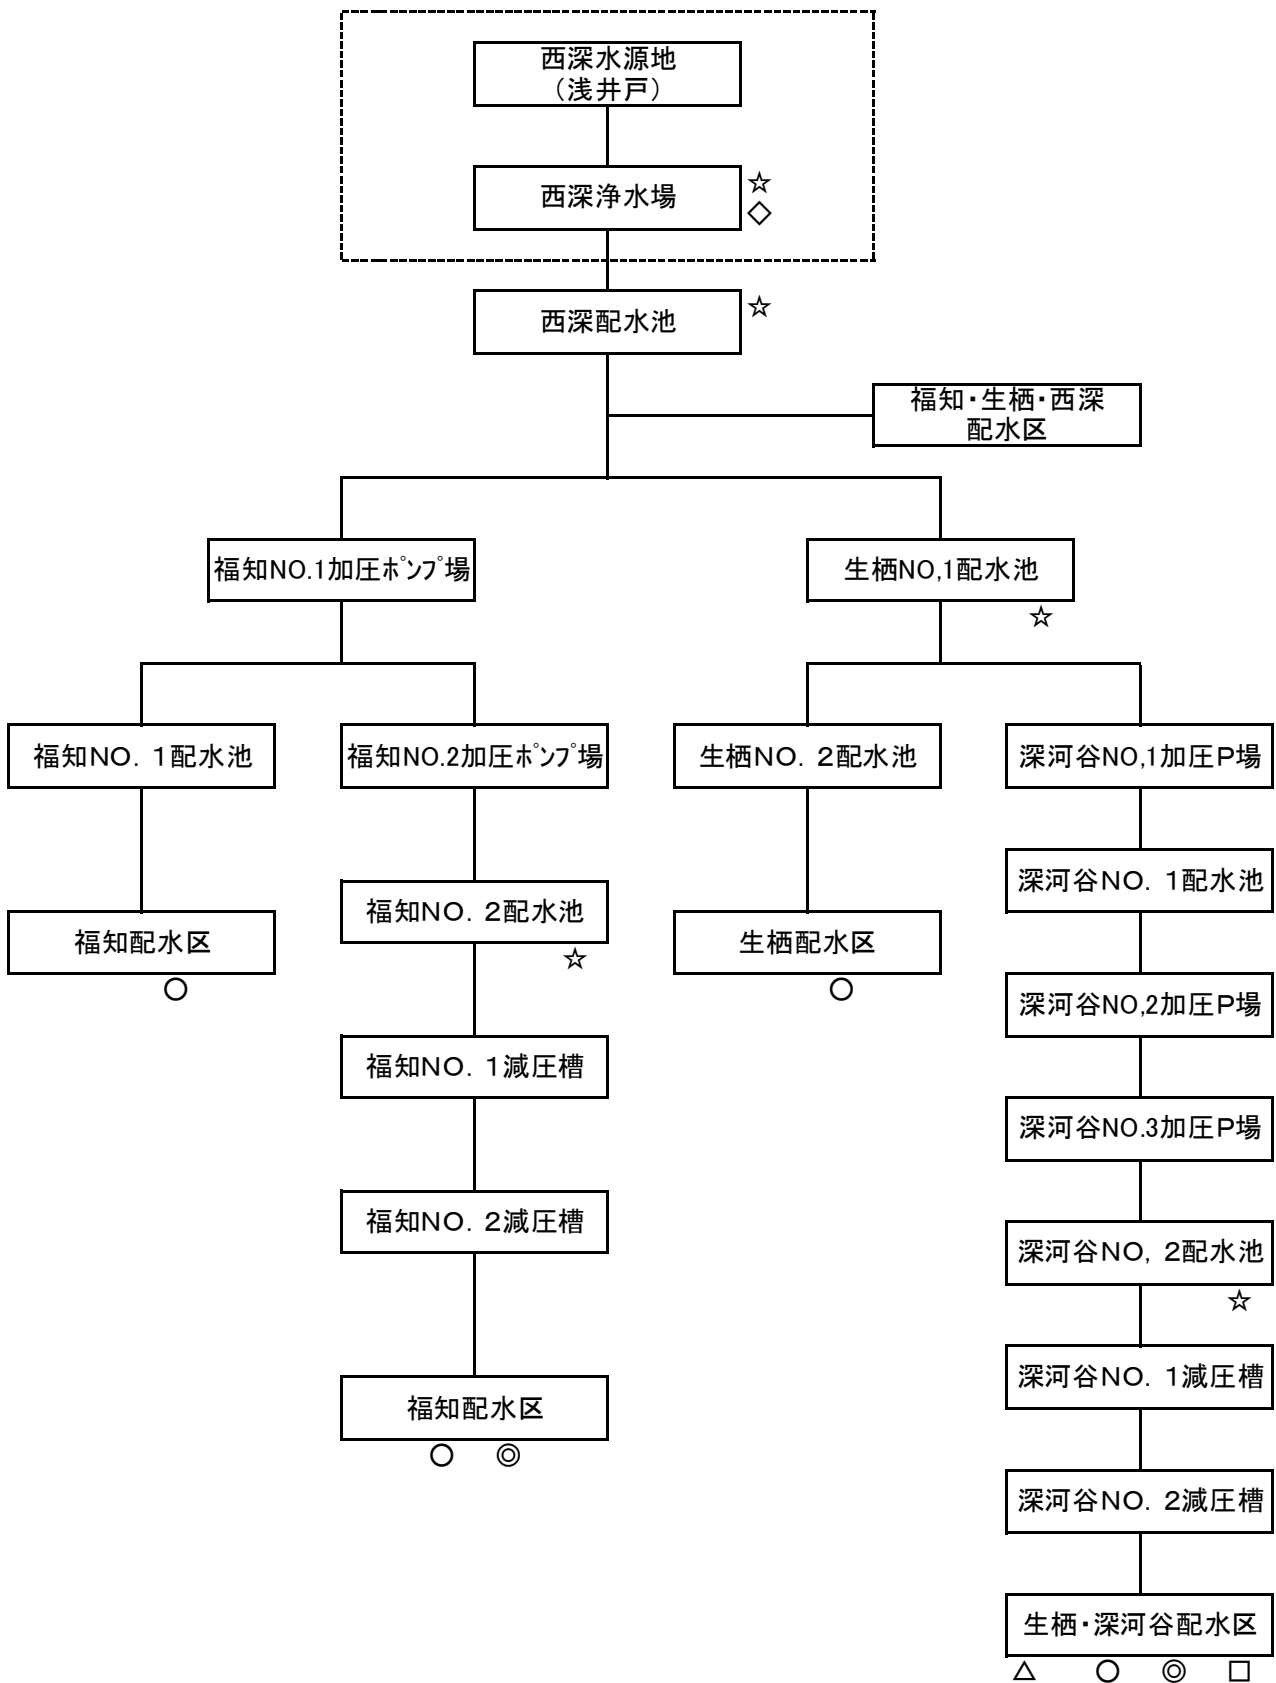 西深水源地
（浅井戸）
西深浄水場
☆
◇
西深配水池
☆
福知・生栖・西深
配水区
福知NO.1加圧ﾎﾟﾝﾌﾟ場
生栖NO,1配水池
☆
福知NO．1配水池
福知NO.2加圧ﾎﾟﾝﾌﾟ場
生栖NO．2配水池
深河谷NO,1加圧P場
深河谷NO．1配水池
福知NO．2配水池
☆
福知配水区
○
生栖配水区
○
深河谷NO,2加圧P場
福知NO．1減圧槽
深河谷NO.3加圧P場
福知NO．2減圧槽
深河谷NO，2配水池
☆
深河谷NO．1減圧槽
福知配水区
○ ◎
深河谷NO．2減圧槽
生栖・深河谷配水区
△ ○ ◎ □